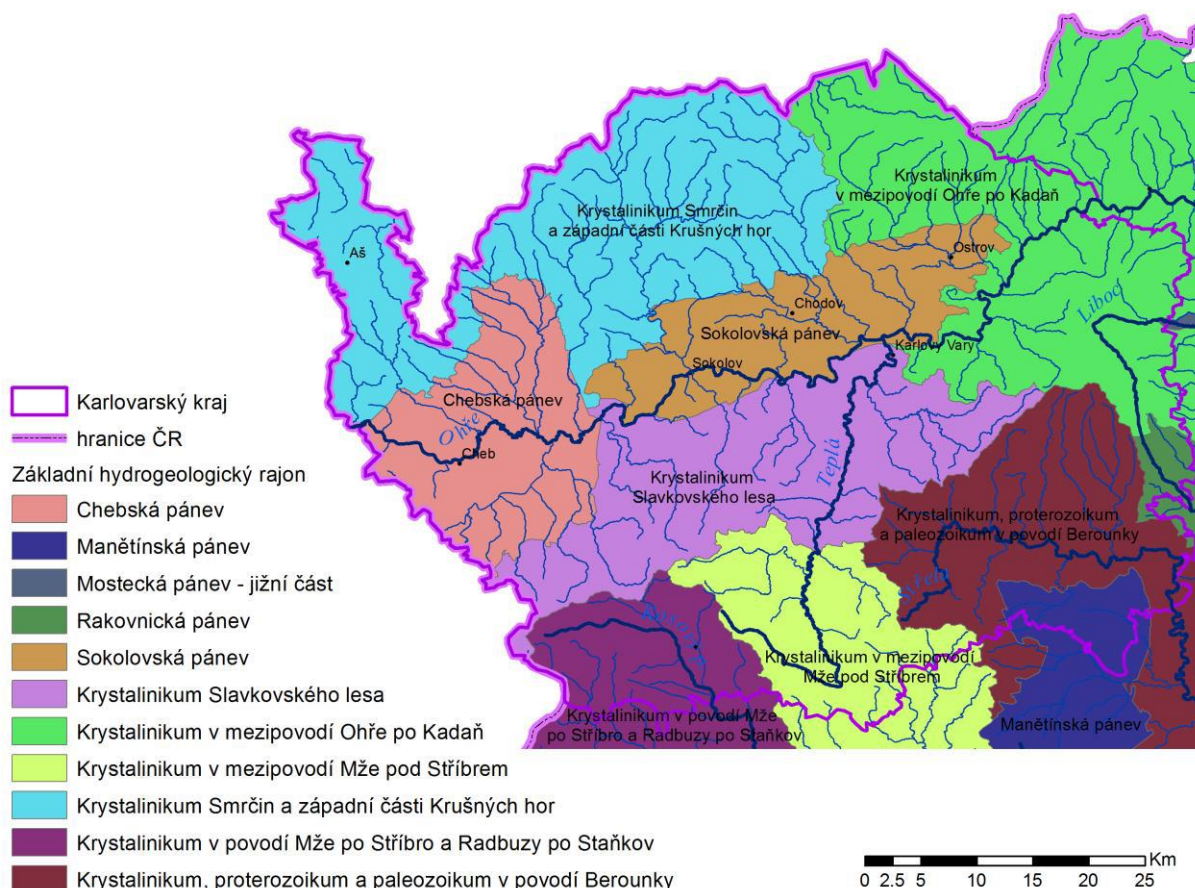 Krystalinikum
v mezipovodí Ohře po Kadaň
Krystalinikum Smrčin
a západní části Krušných hor
Aš
Ostrov
Liboc
Chodov
Sokolovská pánev
Karlovy Vary
Sokolov
Chebská pánev
Ohře
Cheb
Teplá
Krystalinikum
Slavkovského lesa
Krystalinikum, proterozoikum
a paleozoikum v povodí Berounky
Krystalinikum v mezipovodí
Mže pod Stříbrem
Krystalinikum v povodí Mže
po Stříbro a Radbuzy po Staňkov
Manětínská pánev
Karlovarský kraj
hranice ČR
Základní hydrogeologický rajon
Chebská pánev
Manětínská pánev
Mostecká pánev - jižní část
Rakovnická pánev
Sokolovská pánev
Krystalinikum Slavkovského lesa
Krystalinikum v mezipovodí Ohře po Kadaň
Krystalinikum v mezipovodí Mže pod Stříbrem
Krystalinikum Smrčin a západní části Krušných hor
Krystalinikum v povodí Mže po Stříbro a Radbuzy po Staňkov
Krystalinikum, proterozoikum a paleozoikum v povodí Berounky
Km
0 2.5 5 10 15 20 25